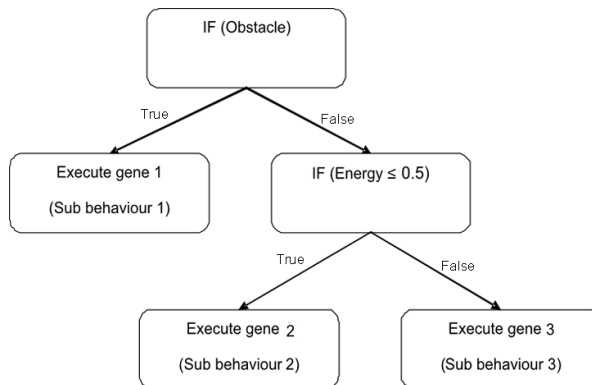 IF (Obstacle)
True
False
Execute gene 1
(Sub behaviour 1)
IF (Energy ≤ 0.5)
True
False
Execute gene 2
(Sub behaviour 2)
Execute gene 3
(Sub behaviour 3)